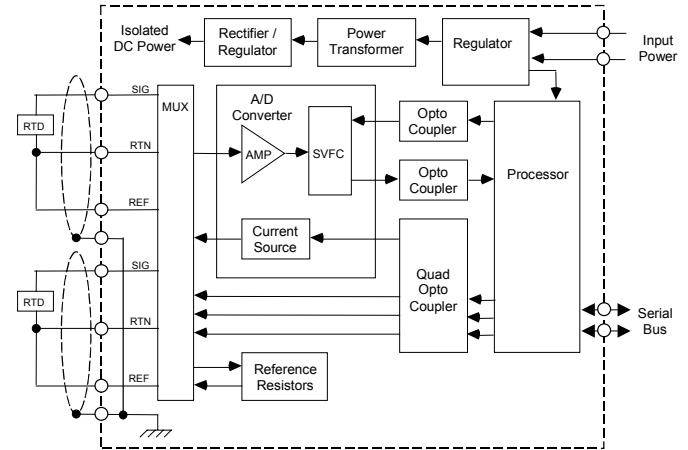 Isolated
DC Power
Rectifier /
Regulator
Power
Transformer
Regulator
Input
Power
SIG
MUX
A/D
Converter
RTD
AMP
SVFC
Opto
Coupler
Processor
RTN
Opto
Coupler
REF
Current
Source
Quad
Opto
Coupler
SIG
RTD
RTN
Serial
Bus
REF
Reference
Resistors